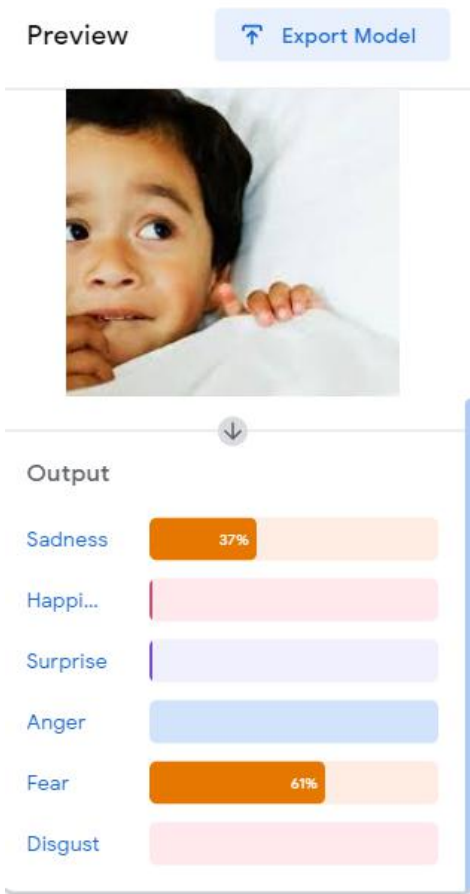 Preview
Export Model
Output
Sadness 37%
Happi...
Surprise
Anger
Fear 61%
Disgust